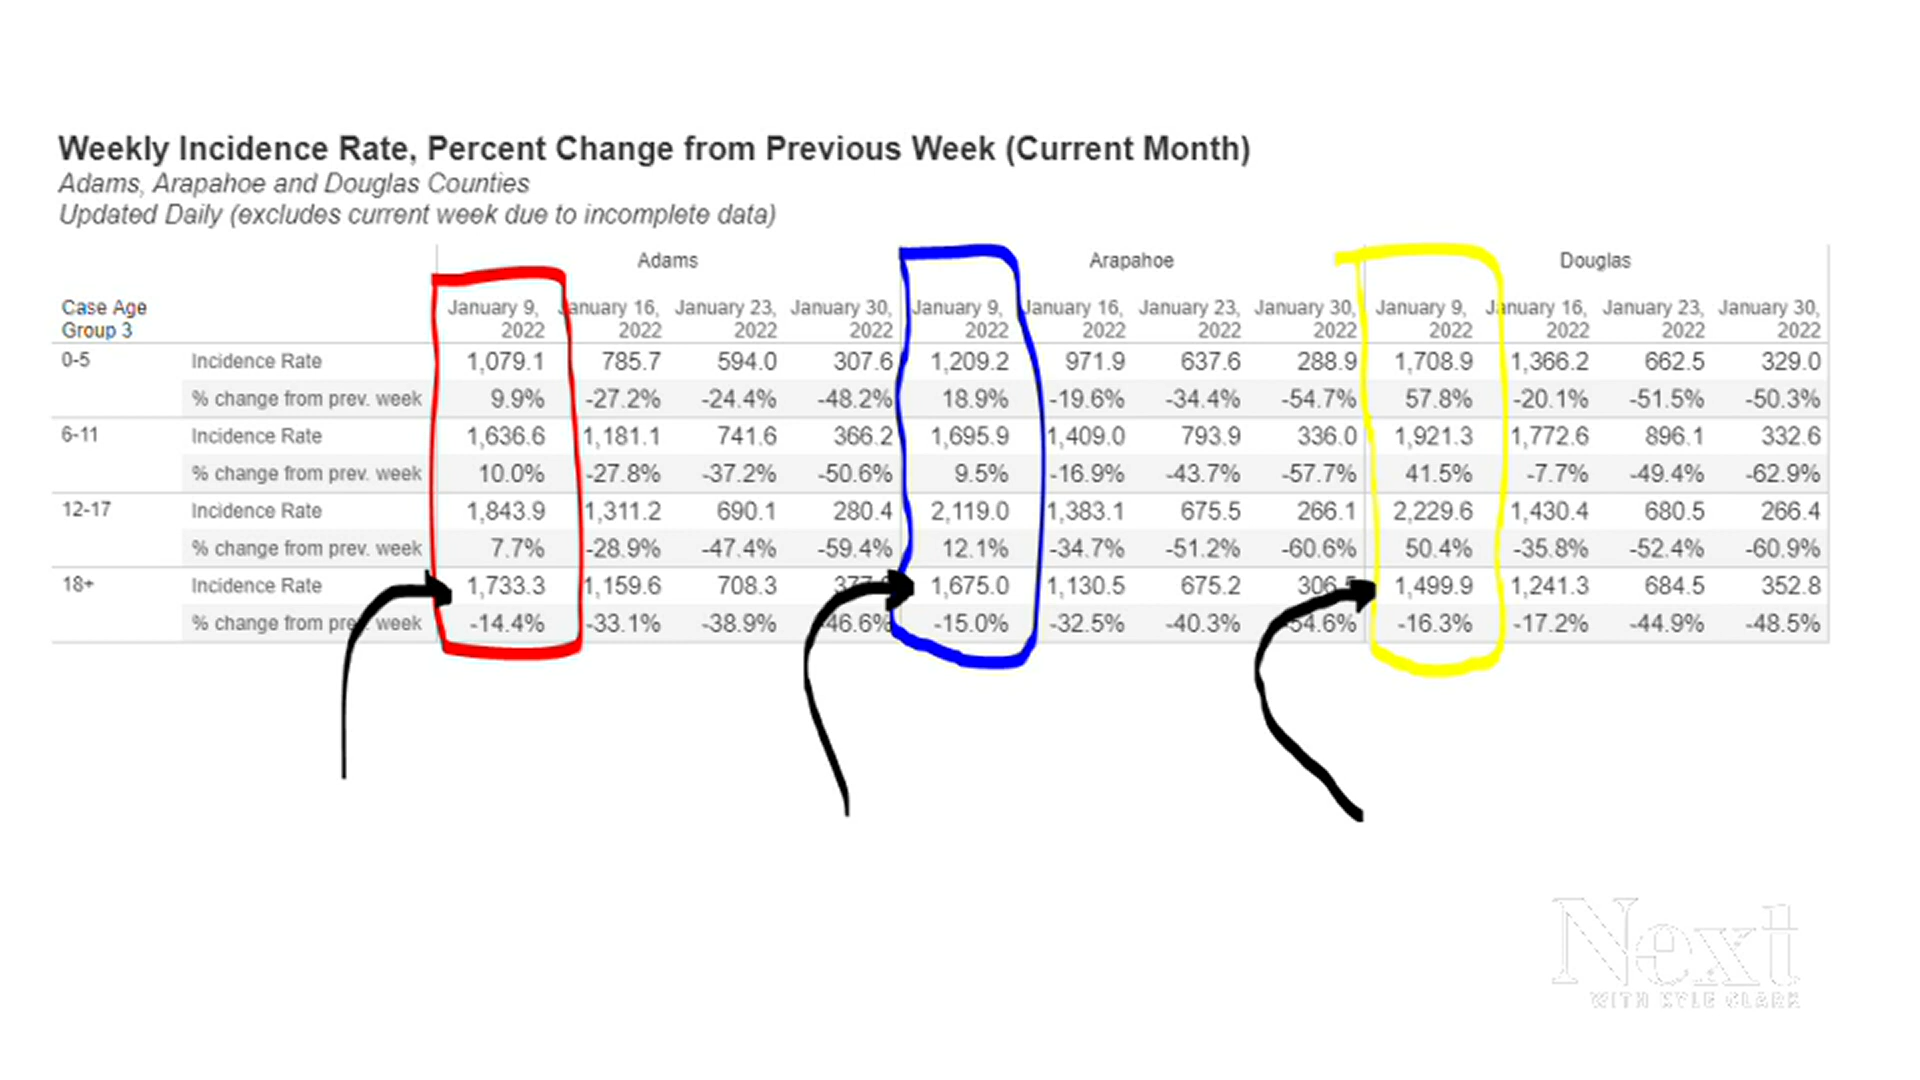 Weekly Incidence Rate, Percent Change from Previous Week (Current Month)
Adams, Arapahoe and Douglas Counties
Updated Daily (excludes current week due to incomplete data)
Adams Arapahoe Douglas
Case Age January 9, January 16, January 23, January 30, January 9, January 16, January 23, January 30, January 9, January 16, January 23, January 30,
Group 3 2022 2022 2022 2022 2022 2022 2022 2022 2022 2022 2022 2022
0-5 Incidence Rate 1,079.1 785.7 594.0 307.6 1,209.2 971.9 637.6 288.9 1,708.9 1,366.2 662.5 329.0
% change from prev. week 9.9% -27.2% -24.4% -48.2% 18.9% -19.6% -34.4% -54.7% 57.8% -20.1% -51.5% -50.3%
6-11 Incidence Rate 1,636.6 1,181.1 741.6 366.2 1,695.9 1,409.0 793.9 336.0 1,921.3 1,772.6 896.1 332.6
% change from prev. week 10.0% -27.8% -37.2% -50.6% 9.5% -16.9% -43.7% -57.7% 41.5% -7.7% -49.4% -62.9%
12-17 Incidence Rate 1,843.9 1,311.2 690.1 280.4 2,119.0 1,383.1 675.5 266.1 2,229.6 1,430.4 680.5 266.4
% change from prev. week 7.7% -28.9% -47.4% -59.4% 12.1% -34.7% -51.2% -60.6% 50.4% -35.8% -52.4% -60.9%
18+ Incidence Rate 1,733.3 1,159.6 708.3 1,675.0 1,130.5 675.2 1,499.9 1,241.3 684.5 352.8
% change from prev. week -14.4% -33.1% -38.9% -15.0% -32.5% -40.3% -16.3% -17.2% -44.9% -48.5%
Next
WITH KYLE CLARK